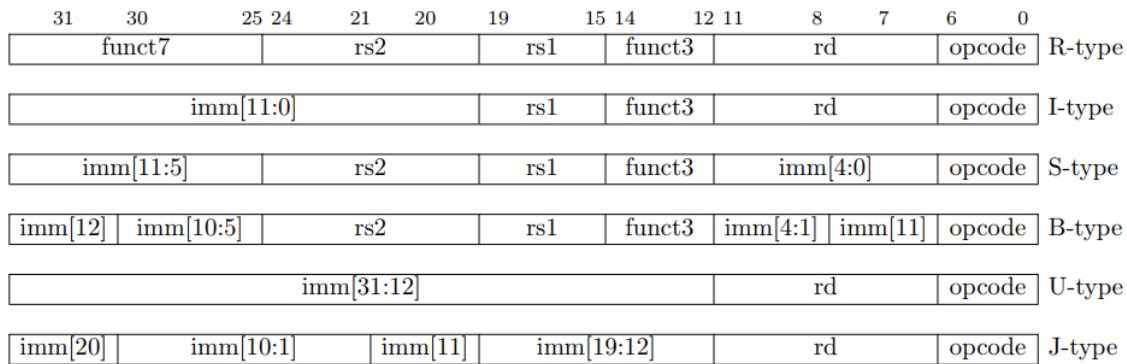 31 30 25 24 21 20 19 15 14 12 11 8 7 6 0
funct7 rs2 rs1 funct3 rd opcode R-type
imm[11:0] rs1 funct3 rd opcode I-type
imm[11:5] rs2 rs1 funct3 imm[4:0] opcode S-type
imm[12] imm[10:5] rs2 rs1 funct3 imm[4:1] imm[11] opcode B-type
imm[31:12] rd opcode U-type
imm[20] imm[10:1] imm[11] imm[19:12] rd opcode J-type